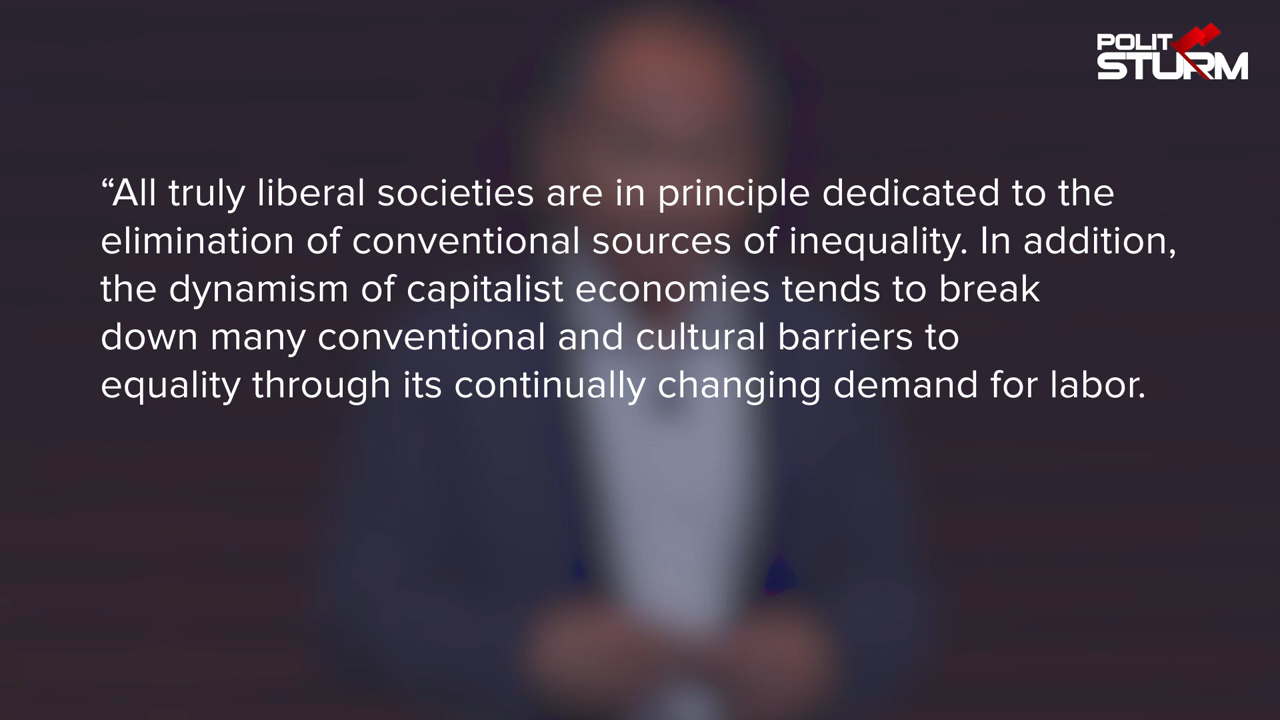 POLIT
STURM
“All truly liberal societies are in principle dedicated to the
elimination of conventional sources of inequality. In addition,
the dynamism of capitalist economies tends to break
down many conventional and cultural barriers to
equality through its continually changing demand for labor.